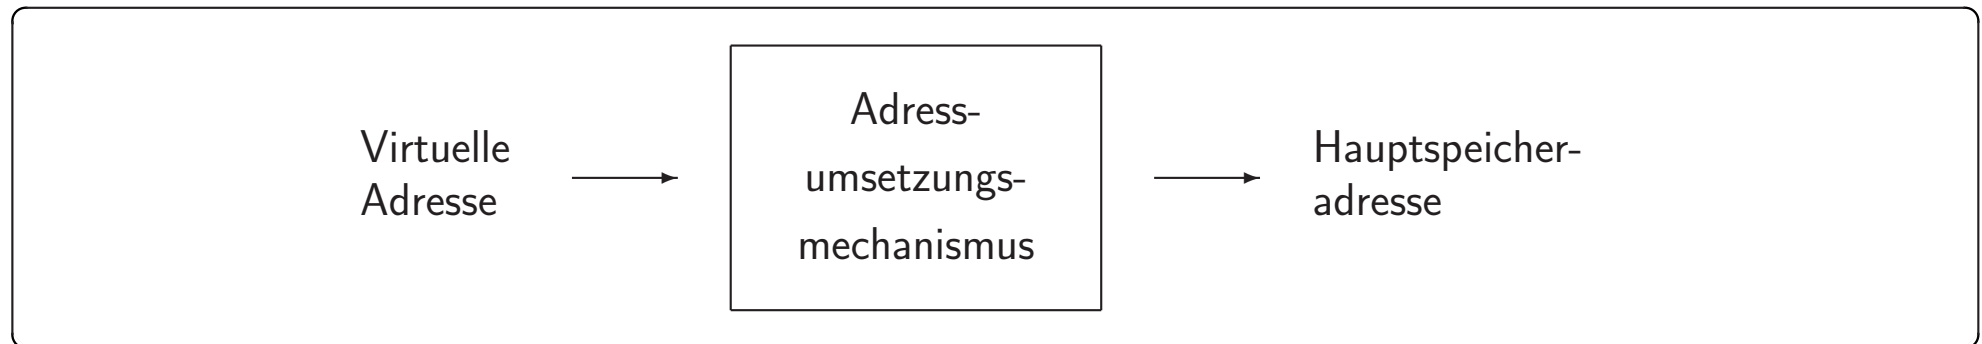 Virtuelle
Adresse
Adress-
umsetzungs-
mechanismus
Hauptspeicher-
adresse